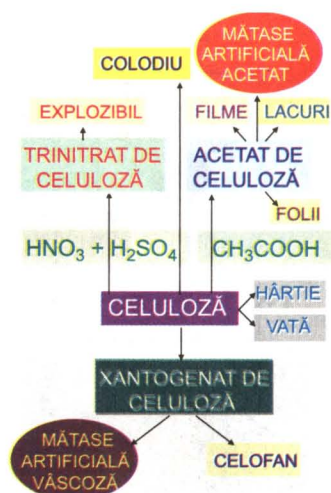 MĂTASE
ARTIFICIALĂ
ACETAT
COLODIU
EXPLOZIBIL
FILME
LACURI
TRINITRAT DE
CELULOZĂ
ACETAT DE
CELULOZĂ
FOLII
HNO₃ + H₂SO₄
CH₃COOH
CELULOZĂ
HÂRTIE
VATĂ
XANTOGENAT DE
CELULOZĂ
MĂTASE
ARTIFICIALĂ
VÂSCOZĂ
CELOFAN